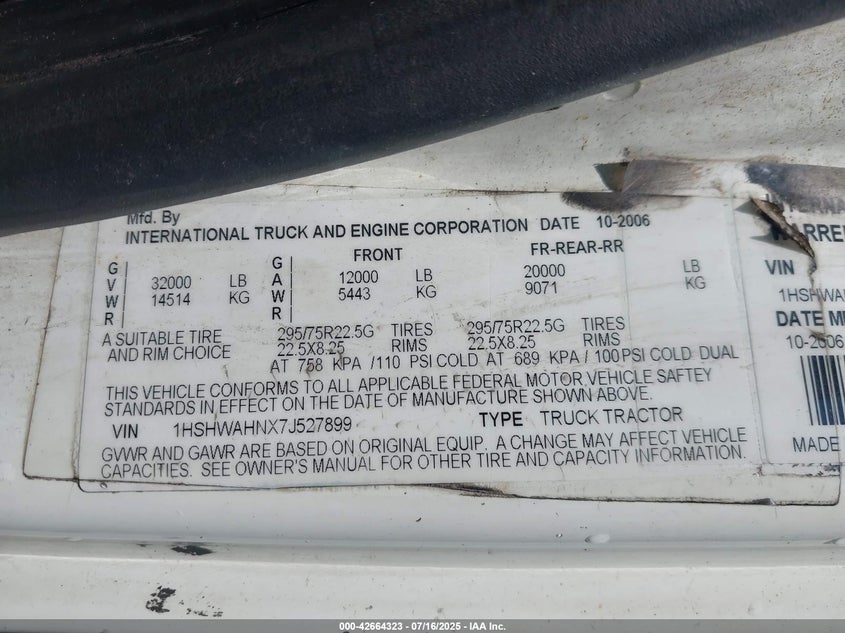 Mfd. By
INTERNATIONAL TRUCK AND ENGINE CORPORATION DATE 10-2006
FRONT FR-REAR-RR
GVWR 32000 LB GAWR 12000 LB 20000 LB
14514 KG 5443 KG 9071 KG
A SUITABLE TIRE 295/75R22.5G TIRES 295/75R22.5G TIRES
AND RIM CHOICE 22.5X8.25 RIMS 22.5X8.25 RIMS
AT 758 KPA /110 PSI COLD AT 689 KPA / 100 PSI COLD DUAL
THIS VEHICLE CONFORMS TO ALL APPLICABLE FEDERAL MOTOR VEHICLE SAFTEY
STANDARDS IN EFFECT ON THE DATE OF MANUFACTURE SHOWN ABOVE.
VIN 1HSHWAHNX7J527899 TYPE TRUCK TRACTOR
GVWR AND GAWR ARE BASED ON ORIGINAL EQUIP. A CHANGE MAY AFFECT VEHICLE
CAPACITIES. SEE OWNER'S MANUAL FOR OTHER TIRE AND CAPACITY INFORMATION.
VIN
1HSHWA
DATE M
10-2006
MADE
000-42664323 - 07/16/2025 - IAA Inc.